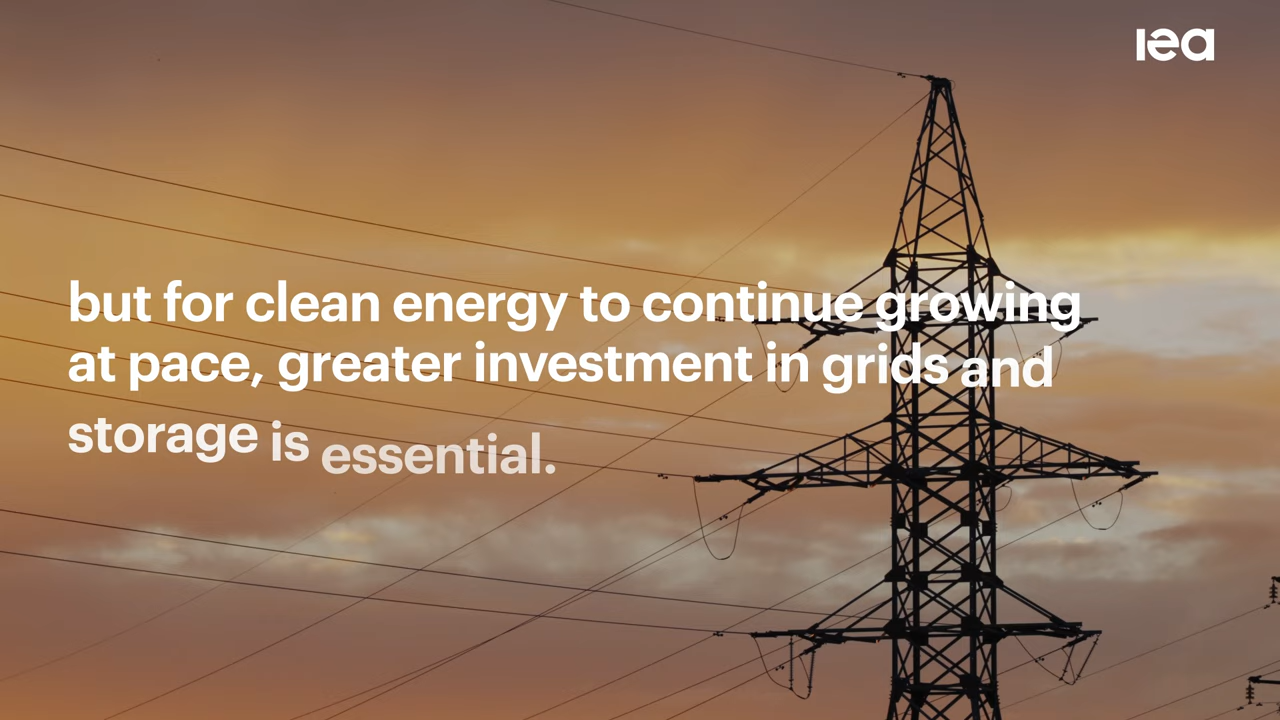 iea
but for clean energy to continue growing
at pace, greater investment in grids and
storage is essential.